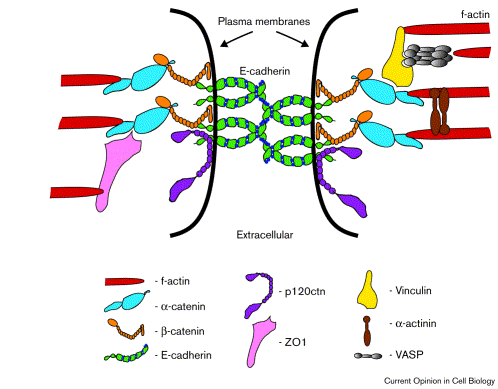 Plasma membranes
f-actin
E-cadherin
Extracellular
- f-actin
- α-catenin
- β-catenin
- E-cadherin
- p120ctn
- ZO1
- Vinculin
- α-actinin
- VASP
Current Opinion in Cell Biology